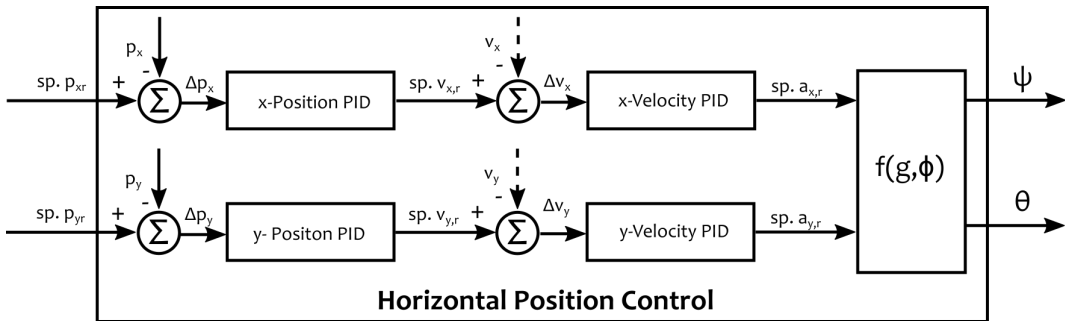 p_x
v_x
sp. p_xr
+
-
Δp_x
x-Position PID
sp. v_x,r
+
-
Δv_x
x-Velocity PID
sp. a_x,r
ψ
Σ
Σ
f(g,ϕ)
p_y
v_y
sp. p_yr
+
-
Δp_y
y- Positon PID
sp. v_y,r
+
-
Δv_y
y-Velocity PID
sp. a_y,r
θ
Σ
Σ
Horizontal Position Control